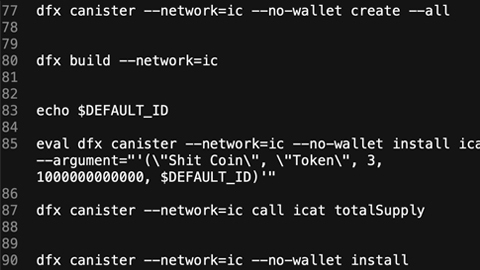 77 dfx canister --network=ic --no-wallet create --all
78
79
80 dfx build --network=ic
81
82
83 echo $DEFAULT_ID
84
85 eval dfx canister --network=ic --no-wallet install ica
--argument="'(\"Shit Coin\", \"Token\", 3,
1000000000000, $DEFAULT_ID)'"
86
87 dfx canister --network=ic call icat totalSupply
88
89
90 dfx canister --network=ic --no-wallet install